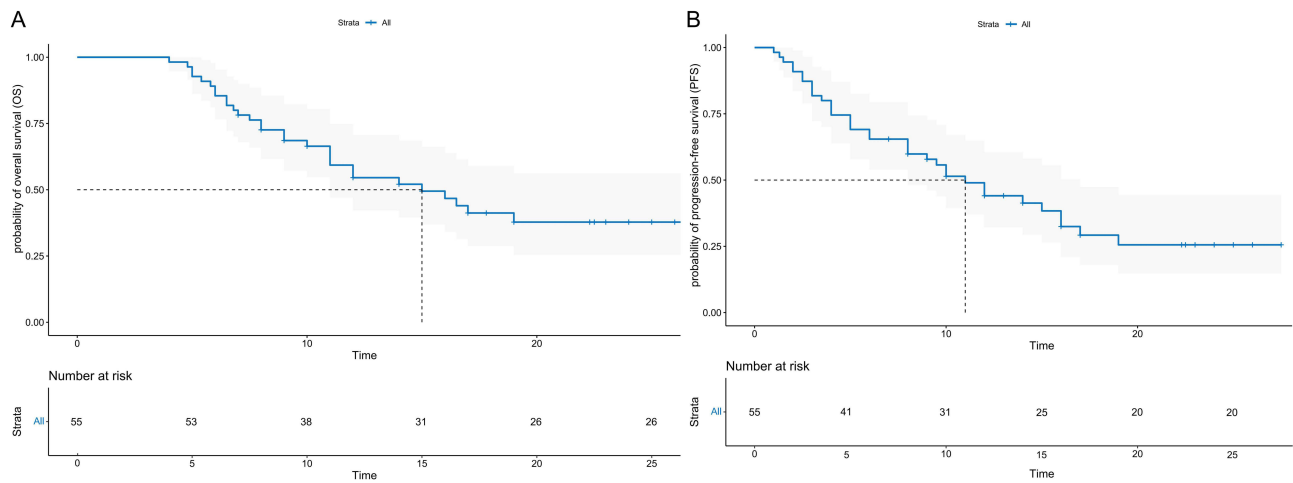 A
Strata All
probability of overall survival (OS)
1.00
0.75
0.50
0.25
0.00
0 10 20
Time
Number at risk
Strata
All
55 53 38 31 26 26
0 5 10 15 20 25
Time
B
Strata All
probability of progression-free survival (PFS)
1.00
0.75
0.50
0.25
0.00
0 10 20
Time
Number at risk
Strata
All
55 41 31 25 20 20
0 5 10 15 20 25
Time